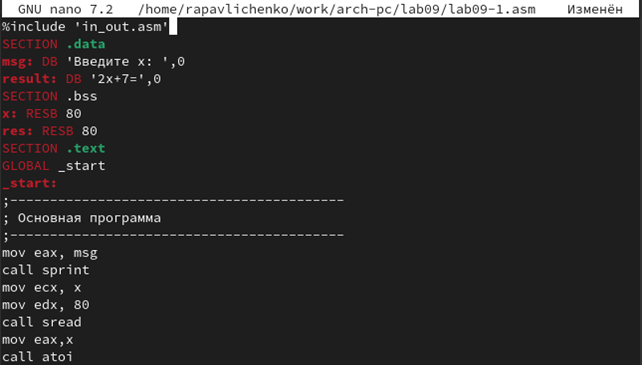 GNU nano 7.2 /home/rapavlichenko/work/arch-pc/lab09/lab09-1.asm Изменён
%include 'in_out.asm'
SECTION .data
msg: DB 'Введите x: ',0
result: DB '2x+7=',0
SECTION .bss
x: RESB 80
res: RESB 80
SECTION .text
GLOBAL _start
_start:
;------------------------------------------
; Основная программа
;------------------------------------------
mov eax, msg
call sprint
mov ecx, x
mov edx, 80
call sread
mov eax,x
call atoi